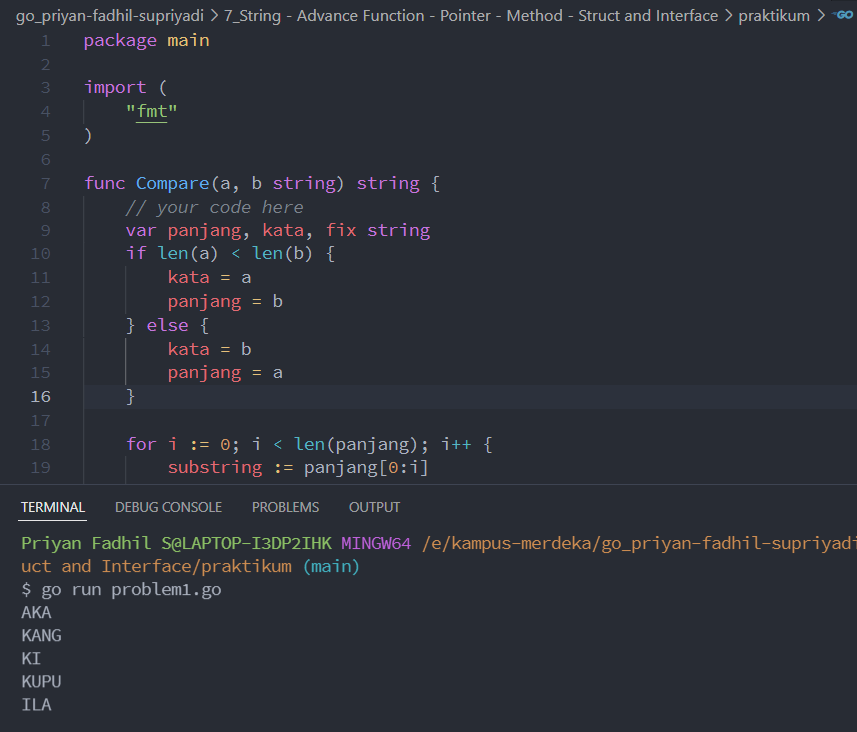 go_priyan-fadhil-supriyadi > 7_String - Advance Function - Pointer - Method - Struct and Interface > praktikum > GO
1 package main
2
3 import (
4 "fmt"
5 )
6
7 func Compare(a, b string) string {
8 // your code here
9 var panjang, kata, fix string
10 if len(a) < len(b) {
11 kata = a
12 panjang = b
13 } else {
14 kata = b
15 panjang = a
16 }
17
18 for i := 0; i < len(panjang); i++ {
19 substring := panjang[0:i]
TERMINAL DEBUG CONSOLE PROBLEMS OUTPUT
Priyan Fadhil S@LAPTOP-I3DP2IHK MINGW64 /e/kampus-merdeka/go_priyan-fadhil-supriyadi
uct and Interface/praktikum (main)
$ go run problem1.go
AKA
KANG
KI
KUPU
ILA